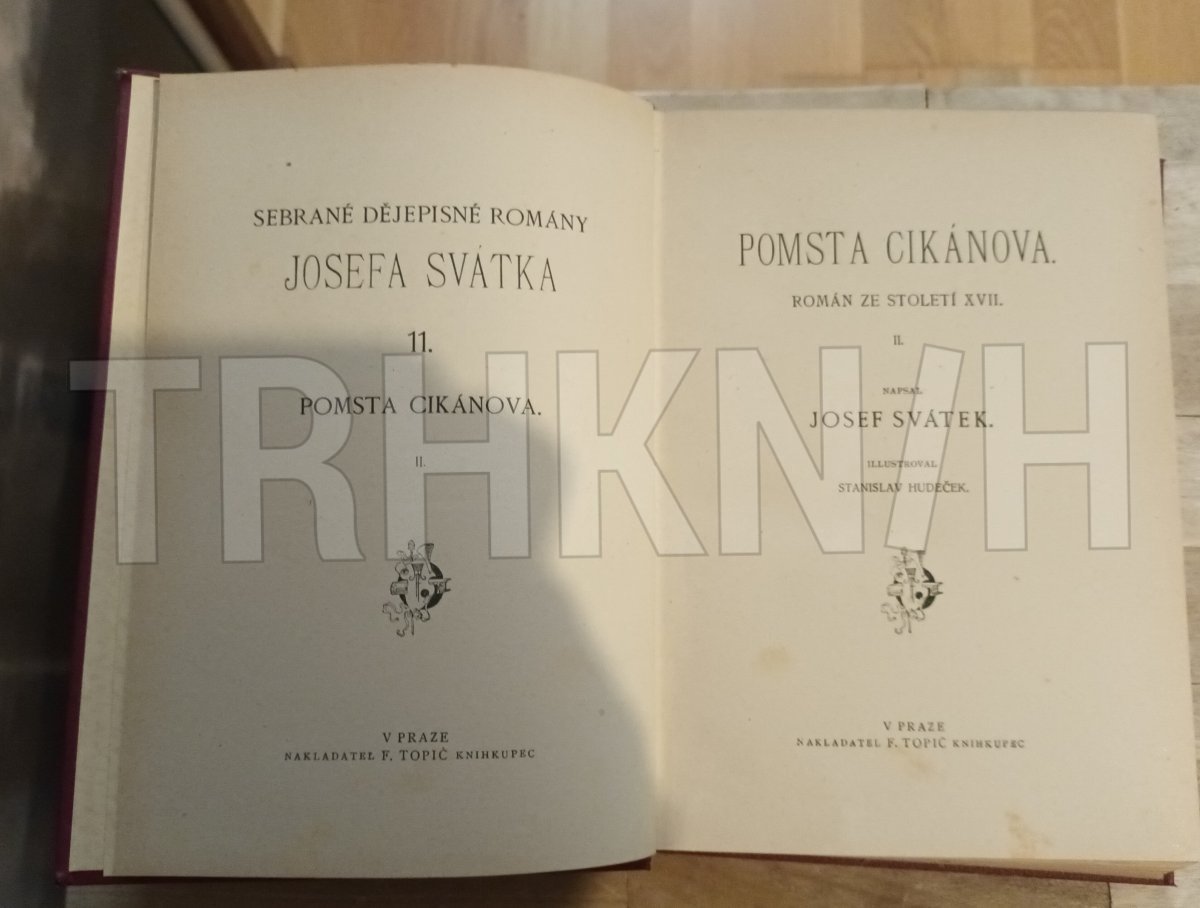 SEBRANÉ DĚJEPISNÉ ROMÁNY
JOSEFA SVÁTKA
11.
POMSTA CIKÁNOVA.
II.
V PRAZE
NAKLADATEL F. TOPIČ KNIHKUPEC
POMSTA CIKÁNOVA.
ROMÁN ZE STOLETÍ XVII.
II.
NAPSAL
JOSEF SVÁTEK.
ILLUSTROVAL
STANISLAV HUDEČEK.
V PRAZE
NAKLADATEL F. TOPIČ KNIHKUPEC
TRHKN/H